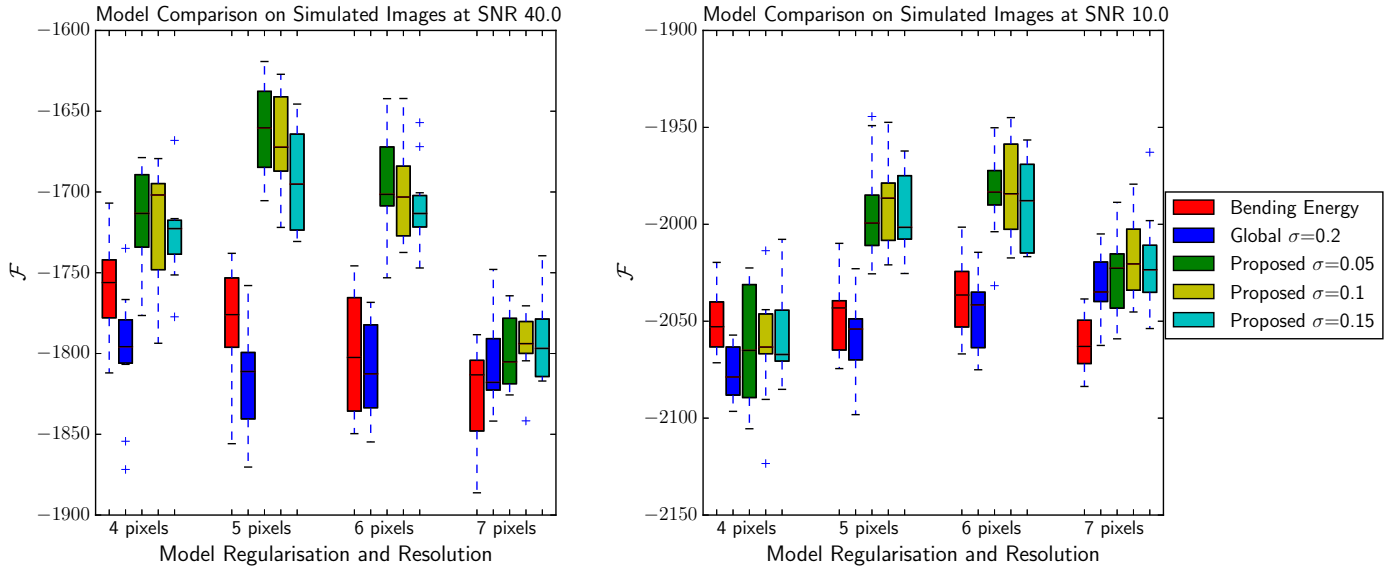 Model Comparison on Simulated Images at SNR 40.0
−1600
−1650
−1700
−1750
−1800
−1850
−1900
ℱ
4 pixels
5 pixels
6 pixels
7 pixels
Model Regularisation and Resolution
Model Comparison on Simulated Images at SNR 10.0
−1900
−1950
−2000
−2050
−2100
−2150
ℱ
4 pixels
5 pixels
6 pixels
7 pixels
Model Regularisation and Resolution
Bending Energy
Global σ=0.2
Proposed σ=0.05
Proposed σ=0.1
Proposed σ=0.15